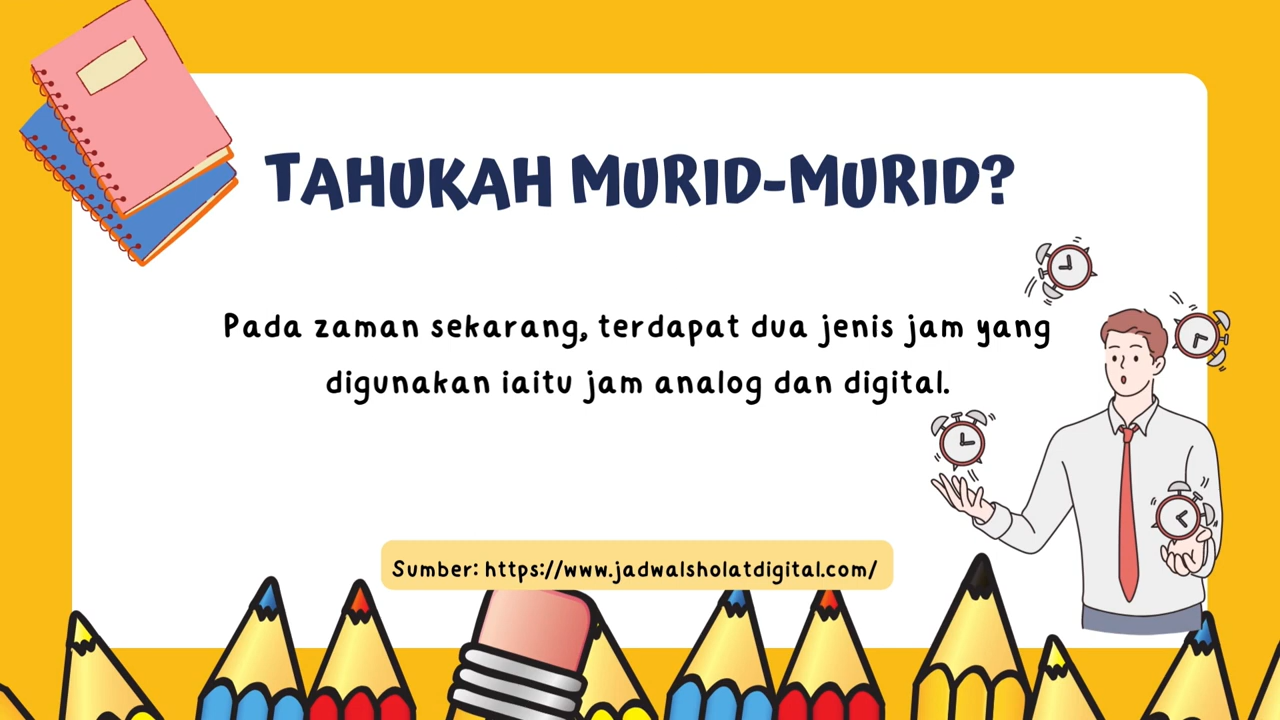 TAHUKAH MURID-MURID?
Pada zaman sekarang, terdapat dua jenis jam yang
digunakan iaitu jam analog dan digital.
Sumber: https://www.jadwalsholatdigital.com/